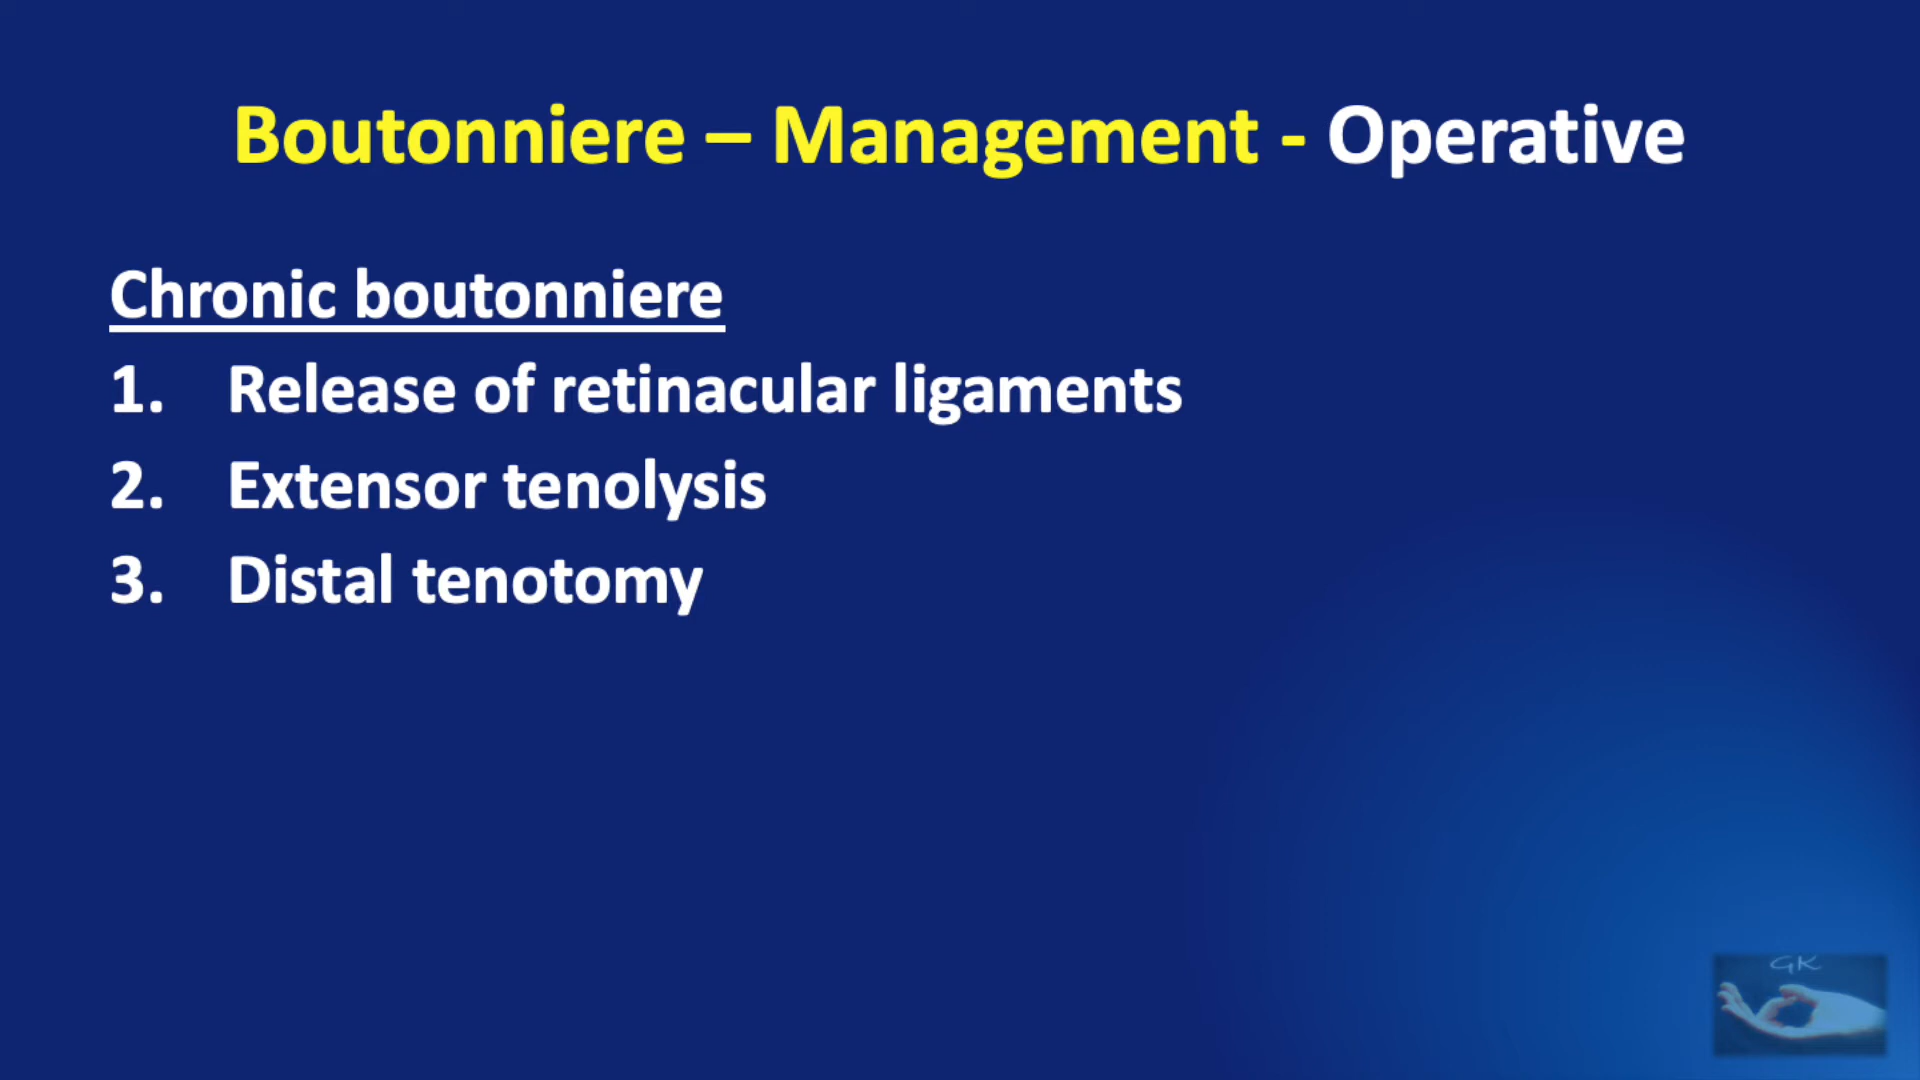 Boutonniere – Management - Operative
Chronic boutonniere
1. Release of retinacular ligaments
2. Extensor tenolysis
3. Distal tenotomy
GK